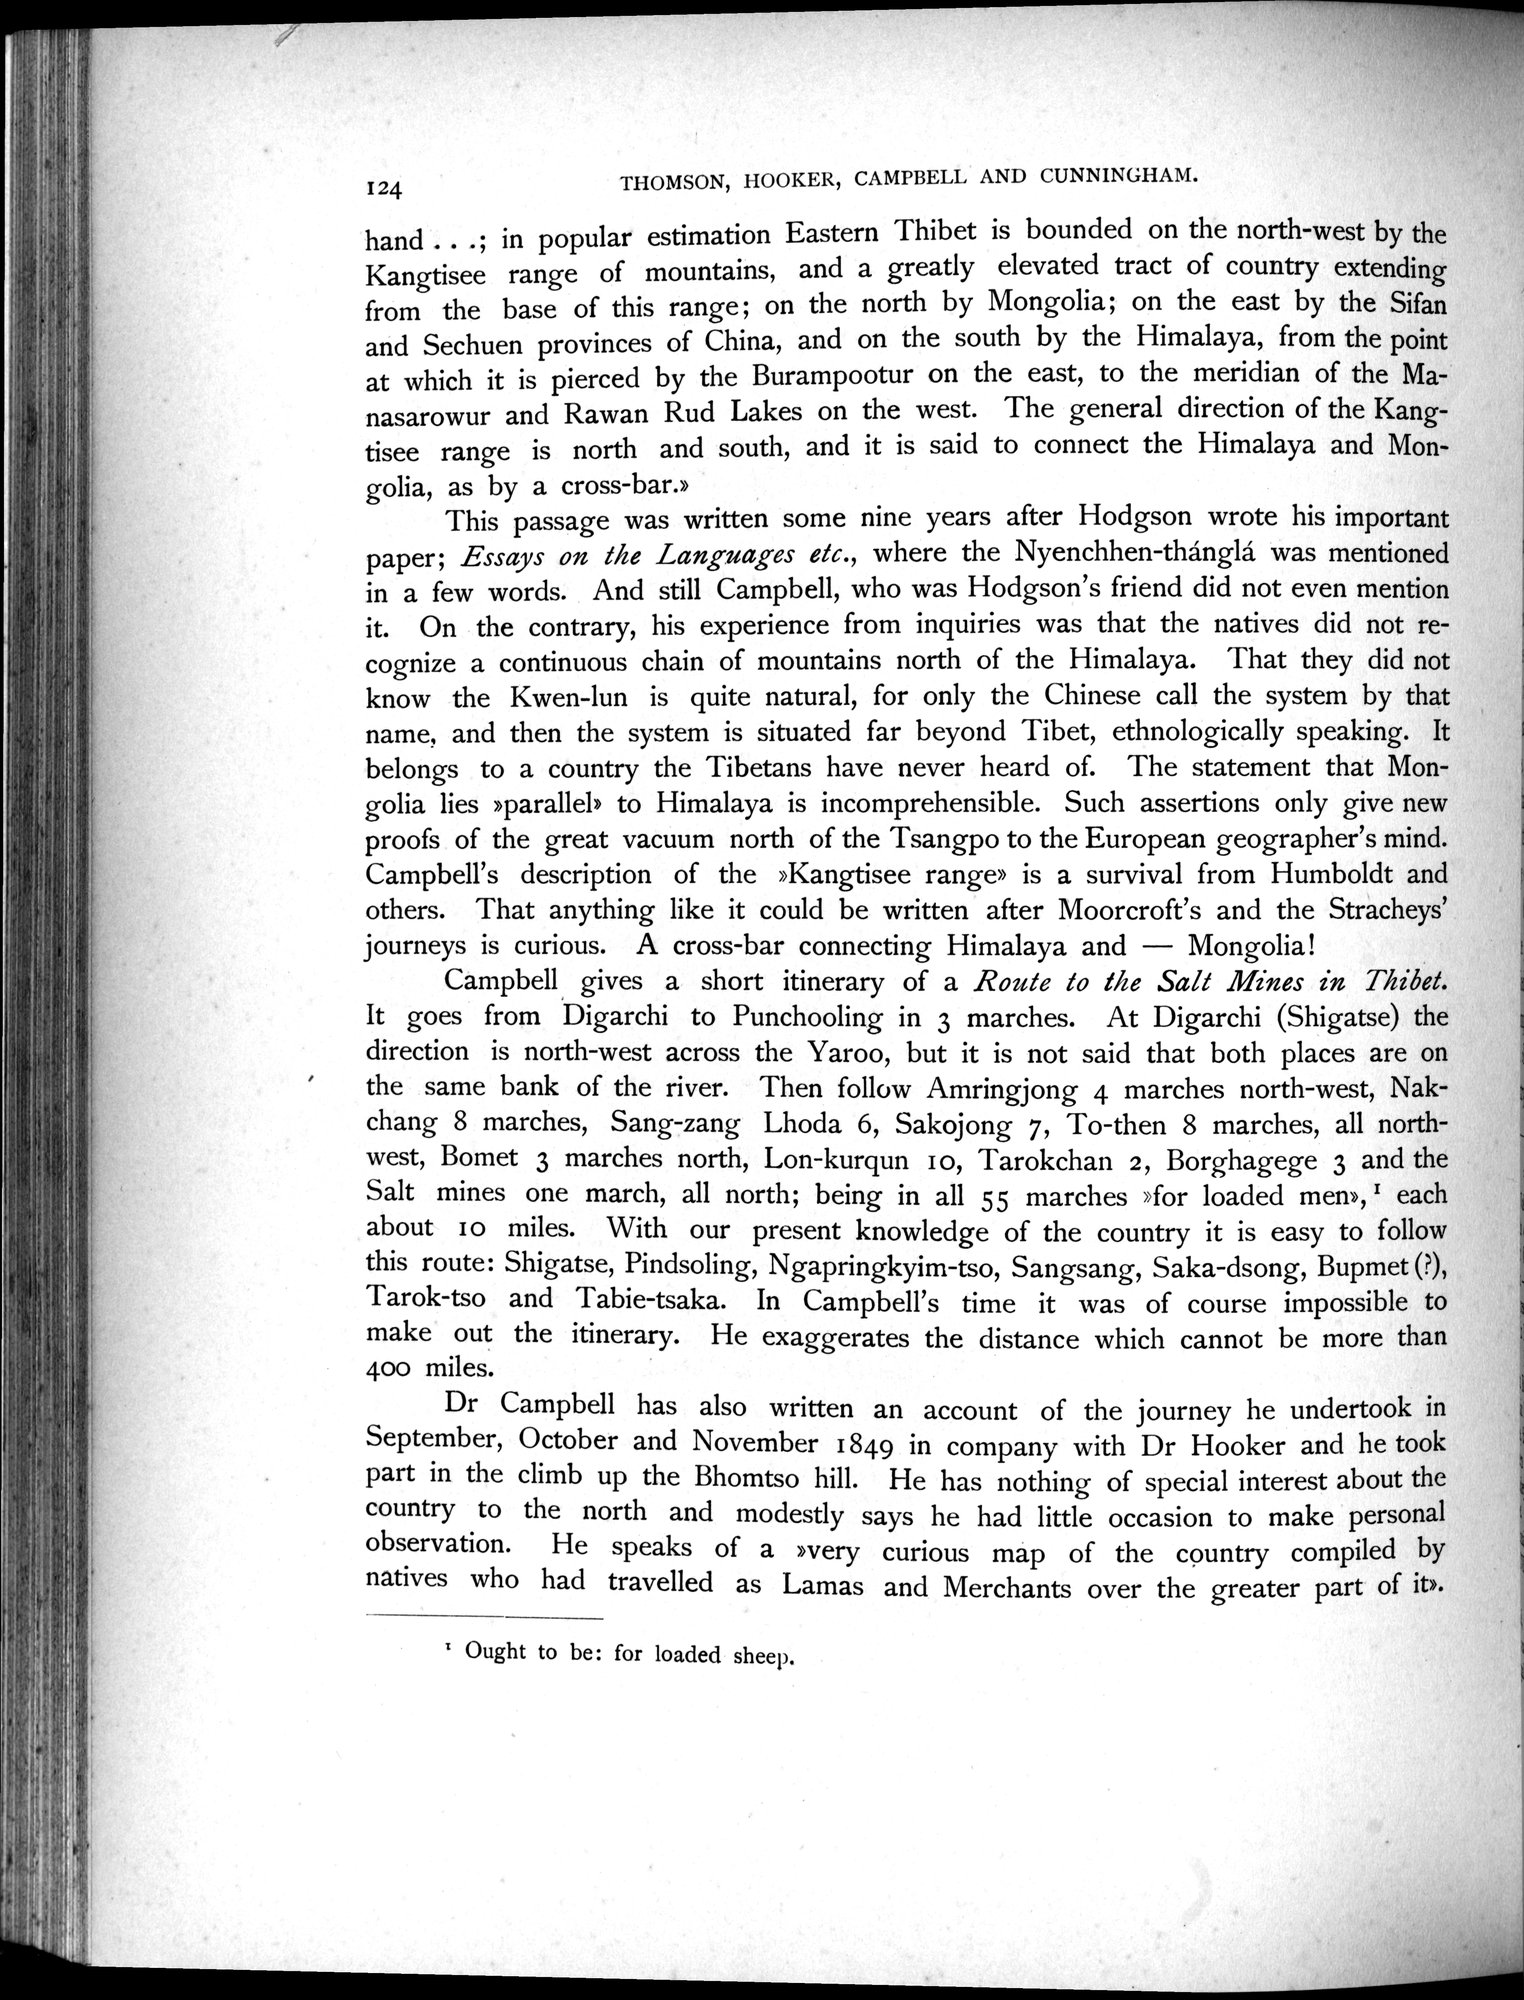 124 THOMSON, HOOKER, CAMPBELL AND CUNNINGHAM.
hand . . .; in popular estimation Eastern Thibet is bounded on the north-west by the
Kangtisee range of mountains, and a greatly elevated tract of country extending
from the base of this range; on the north by Mongolia; on the east by the Sifan
and Sechuen provinces of China, and on the south by the Himalaya, from the point
at which it is pierced by the Burampootur on the east, to the meridian of the Ma-
nasarowur and Rawan Rud Lakes on the west. The general direction of the Kang-
tisee range is north and south, and it is said to connect the Himalaya and Mon-
golia, as by a cross-bar.»
This passage was written some nine years after Hodgson wrote his important
paper; Essays on the Languages etc., where the Nyenchhen-thánglá was mentioned
in a few words. And still Campbell, who was Hodgson's friend did not even mention
it. On the contrary, his experience from inquiries was that the natives did not re-
cognize a continuous chain of mountains north of the Himalaya. That they did not
know the Kwen-lun is quite natural, for only the Chinese call the system by that
name, and then the system is situated far beyond Tibet, ethnologically speaking. It
belongs to a country the Tibetans have never heard of. The statement that Mon-
golia lies »parallel» to Himalaya is incomprehensible. Such assertions only give new
proofs of the great vacuum north of the Tsangpo to the European geographer's mind.
Campbell's description of the »Kangtisee range» is a survival from Humboldt and
others. That anything like it could be written after Moorcroft's and the Stracheys'
journeys is curious. A cross-bar connecting Himalaya and — Mongolia!
Campbell gives a short itinerary of a Route to the Salt Mines in Thibet.
It goes from Digarchi to Punchooling in 3 marches. At Digarchi (Shigatse) the
direction is north-west across the Yaroo, but it is not said that both places are on
the same bank of the river. Then follow Amringjong 4 marches north-west, Nak-
chang 8 marches, Sang-zang Lhoda 6, Sakojong 7, To-then 8 marches, all north-
west, Bomet 3 marches north, Lon-kurqun 10, Tarokchan 2, Borghagege 3 and the
Salt mines one march, all north; being in all 55 marches »for loaded men»,¹ each
about 10 miles. With our present knowledge of the country it is easy to follow
this route: Shigatse, Pindsoling, Ngapringkyim-tso, Sangsang, Saka-dsong, Bupmet (?),
Tarok-tso and Tabie-tsaka. In Campbell's time it was of course impossible to
make out the itinerary. He exaggerates the distance which cannot be more than
400 miles.
Dr Campbell has also written an account of the journey he undertook in
September, October and November 1849 in company with Dr Hooker and he took
part in the climb up the Bhomtso hill. He has nothing of special interest about the
country to the north and modestly says he had little occasion to make personal
observation. He speaks of a »very curious map of the country compiled by
natives who had travelled as Lamas and Merchants over the greater part of it».
¹ Ought to be: for loaded sheep.